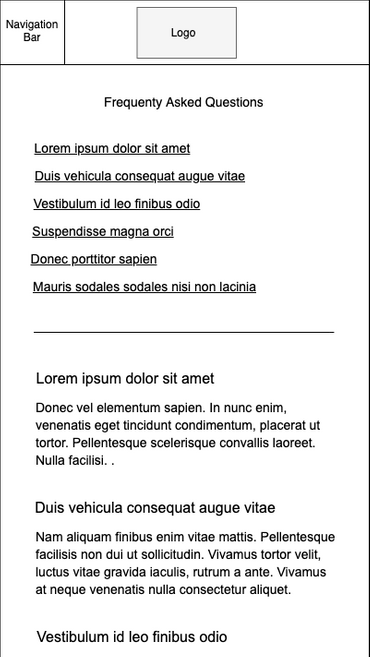 Navigation
Bar
Logo
Frequenty Asked Questions
Lorem ipsum dolor sit amet
Duis vehicula consequat augue vitae
Vestibulum id leo finibus odio
Suspendisse magna orci
Donec porttitor sapien
Mauris sodales sodales nisi non lacinia
Lorem ipsum dolor sit amet
Donec vel elementum sapien. In nunc enim,
venenatis eget tincidunt condimentum, placerat ut
tortor. Pellentesque scelerisque convallis laoreet.
Nulla facilisi. .
Duis vehicula consequat augue vitae
Nam aliquam finibus enim vitae mattis. Pellentesque
facilisis non dui ut sollicitudin. Vivamus tortor velit,
luctus vitae gravida iaculis, rutrum a ante. Vivamus
at neque venenatis nulla consectetur aliquet.
Vestibulum id leo finibus odio